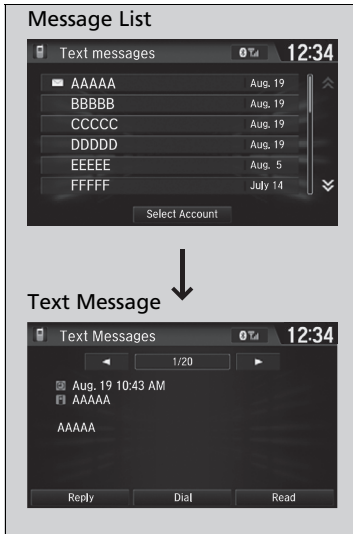 Message List
Text messages 12:34
AAAAA Aug. 19
BBBBB Aug. 19
CCCCC Aug. 19
DDDDD Aug. 19
EEEEE Aug. 5
FFFFF July 14
Select Account
Text Message
Text Messages 12:34
1/20
Aug. 19 10:43 AM
AAAAA
AAAAA
Reply Dial Read